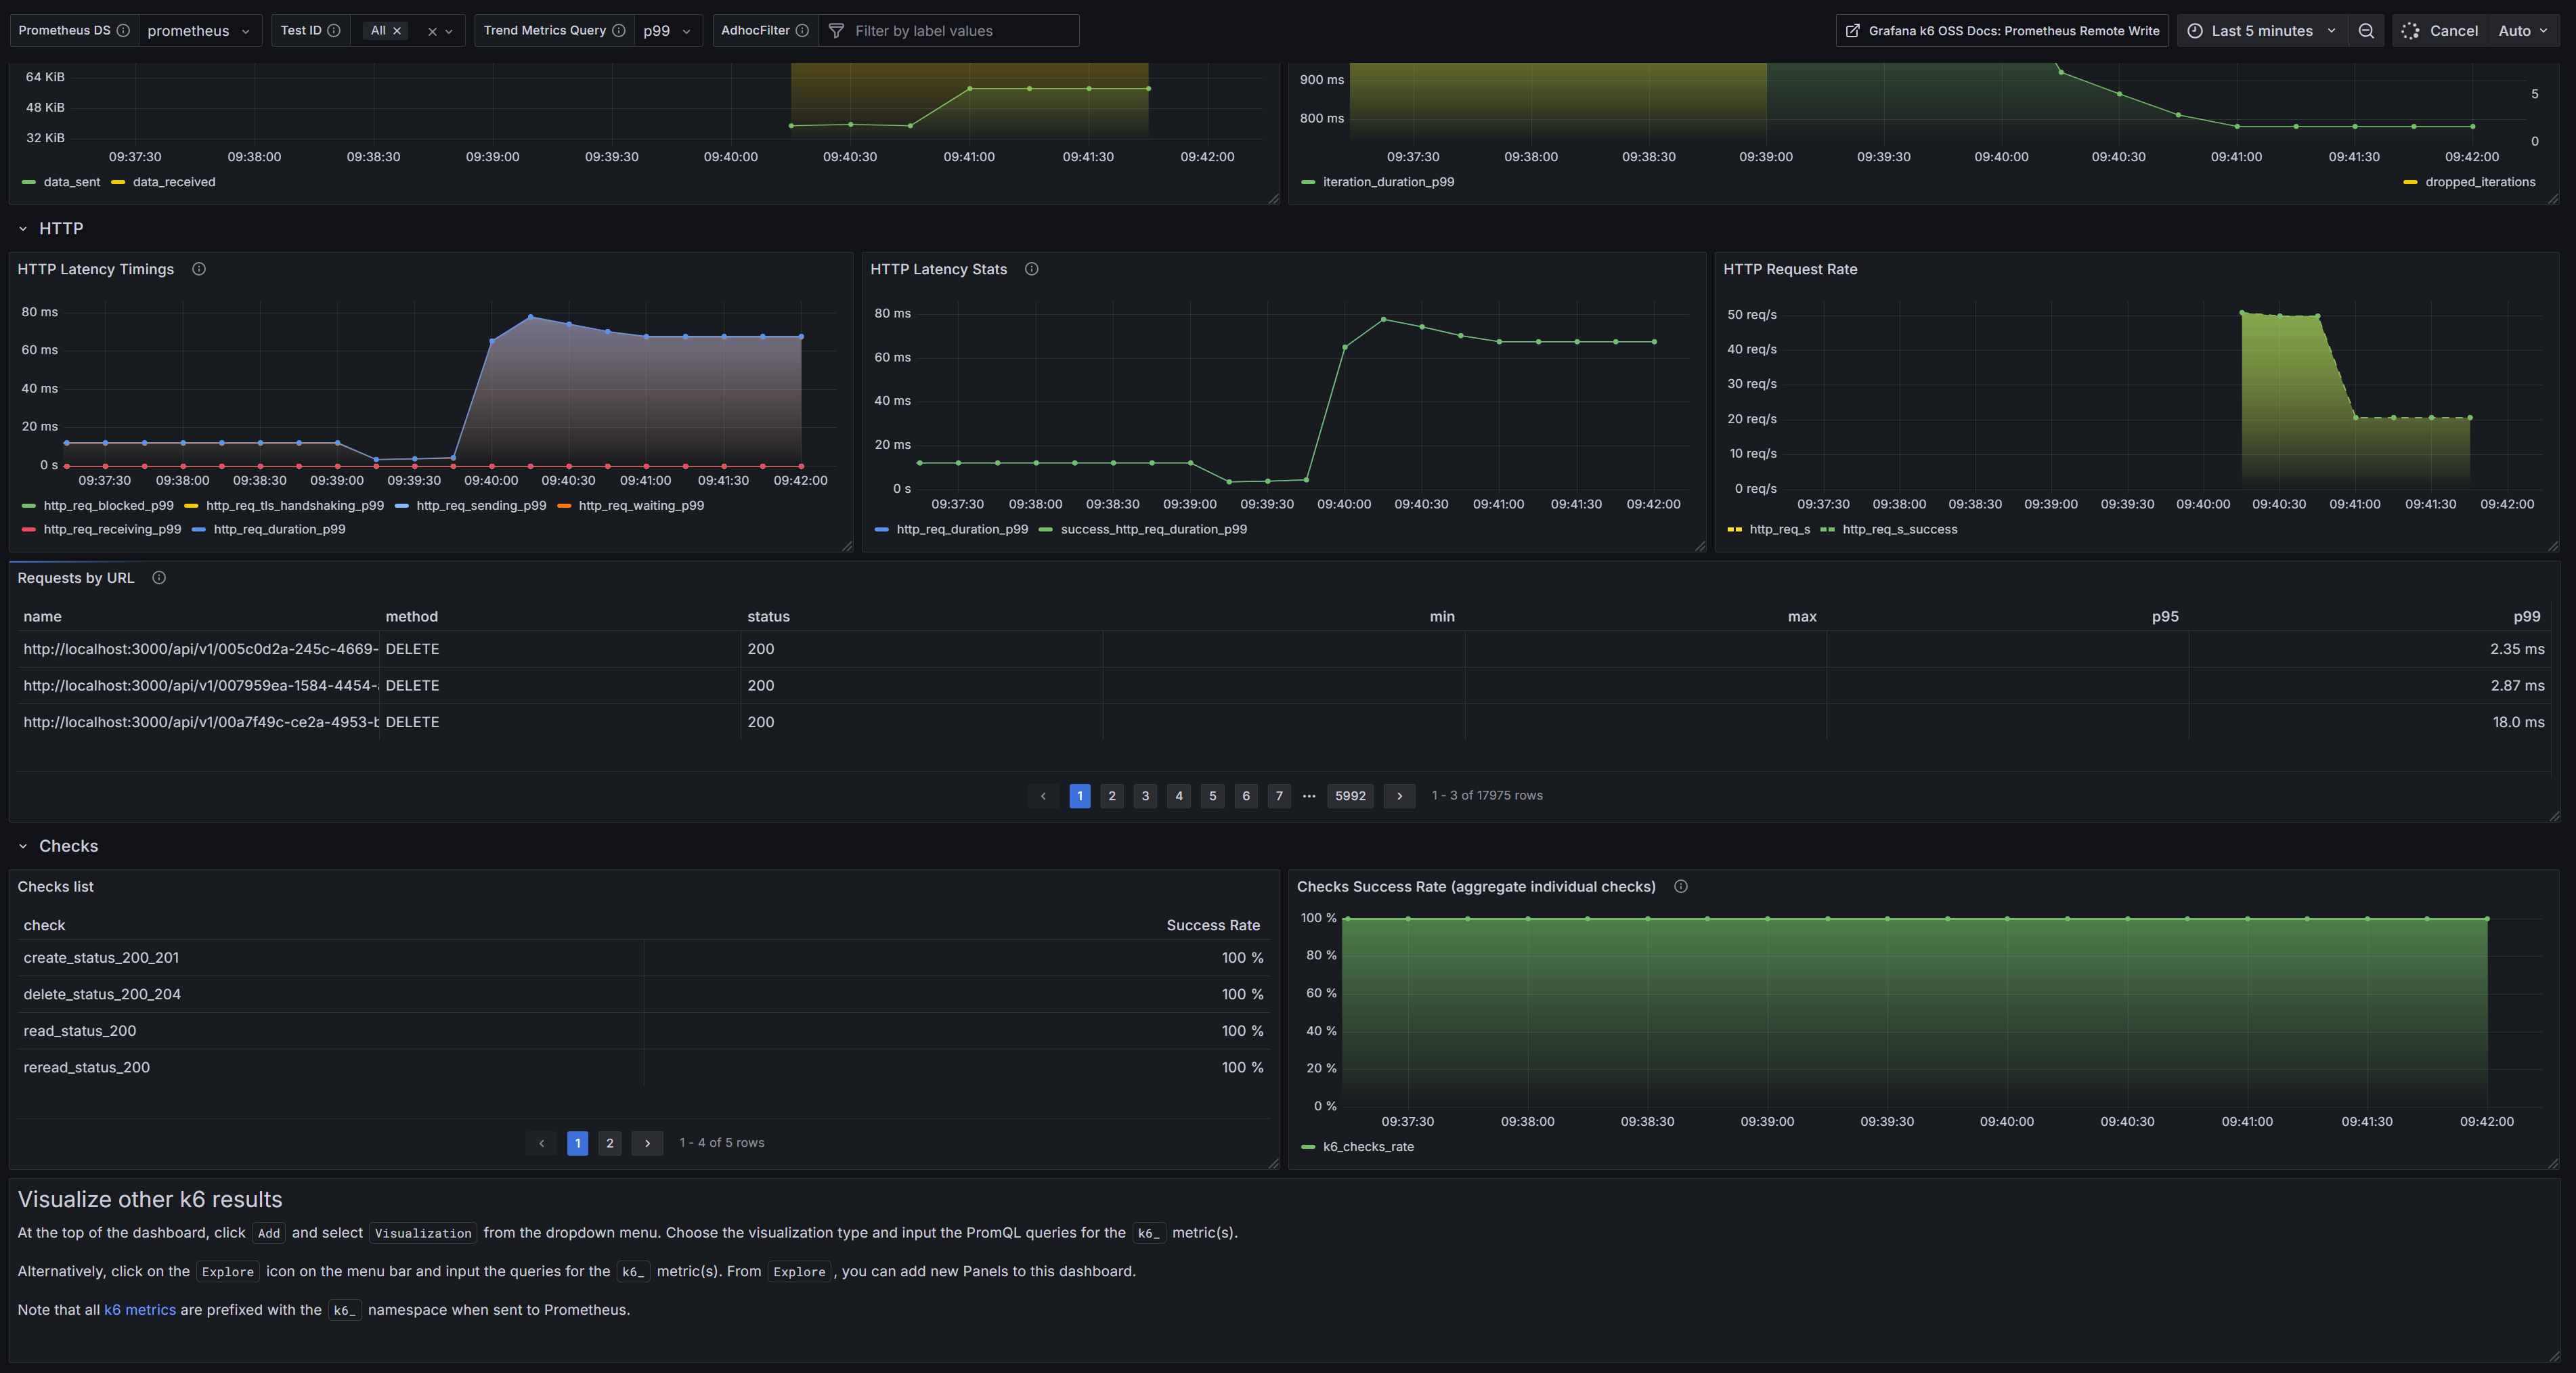 Prometheus DS prometheus Test ID All Trend Metrics Query p99 AdhocFilter Filter by label values Grafana k6 OSS Docs: Prometheus Remote Write Last 5 minutes Cancel Auto
64 KiB
48 KiB
32 KiB
09:37:30 09:38:00 09:38:30 09:39:00 09:39:30 09:40:00 09:40:30 09:41:00 09:41:30 09:42:00
data_sent data_received
900 ms
800 ms
5
0
09:37:30 09:38:00 09:38:30 09:39:00 09:39:30 09:40:00 09:40:30 09:41:00 09:41:30 09:42:00
iteration_duration_p99 dropped_iterations
HTTP
HTTP Latency Timings
80 ms
60 ms
40 ms
20 ms
0 s
09:37:30 09:38:00 09:38:30 09:39:00 09:39:30 09:40:00 09:40:30 09:41:00 09:41:30 09:42:00
http_req_blocked_p99 http_req_tls_handshaking_p99 http_req_sending_p99 http_req_waiting_p99
http_req_receiving_p99 http_req_duration_p99
HTTP Latency Stats
80 ms
60 ms
40 ms
20 ms
0 s
09:37:30 09:38:00 09:38:30 09:39:00 09:39:30 09:40:00 09:40:30 09:41:00 09:41:30 09:42:00
http_req_duration_p99 success_http_req_duration_p99
HTTP Request Rate
50 req/s
40 req/s
30 req/s
20 req/s
10 req/s
0 req/s
09:37:30 09:38:00 09:38:30 09:39:00 09:39:30 09:40:00 09:40:30 09:41:00 09:41:30 09:42:00
http_req_s http_req_s_success
Requests by URL
name method status min max p95 p99
http://localhost:3000/api/v1/005c0d2a-245c-4669- DELETE 200 2.35 ms
http://localhost:3000/api/v1/007959ea-1584-4454- DELETE 200 2.87 ms
http://localhost:3000/api/v1/00a7f49c-ce2a-4953- DELETE 200 18.0 ms
1 2 3 4 5 6 7 ... 5992 1 - 3 of 17975 rows
Checks
Checks list
check Success Rate
create_status_200_201 100 %
delete_status_200_204 100 %
read_status_200 100 %
reread_status_200 100 %
1 2 1 - 4 of 5 rows
Checks Success Rate (aggregate individual checks)
100 %
80 %
60 %
40 %
20 %
0 %
09:37:30 09:38:00 09:38:30 09:39:00 09:39:30 09:40:00 09:40:30 09:41:00 09:41:30 09:42:00
k6_checks_rate
Visualize other k6 results
At the top of the dashboard, click Add and select Visualization from the dropdown menu. Choose the visualization type and input the PromQL queries for the k6_ metric(s).
Alternatively, click on the Explore icon on the menu bar and input the queries for the k6_ metric(s). From Explore, you can add new Panels to this dashboard.
Note that all k6 metrics are prefixed with the k6_ namespace when sent to Prometheus.